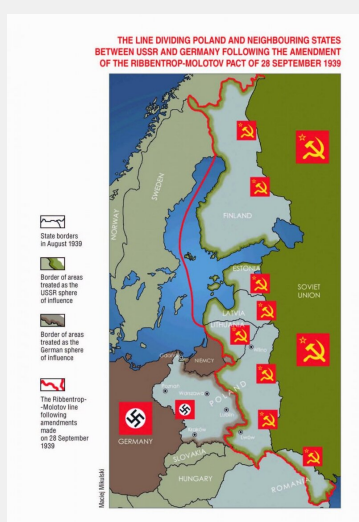 THE LINE DIVIDING POLAND AND NEIGHBOURING STATES
BETWEEN USSR AND GERMANY FOLLOWING THE AMENDMENT
OF THE RIBBENTROP-MOLOTOV PACT OF 28 SEPTEMBER 1939
NORWAY
SWEDEN
FINLAND
State borders
in August 1939
ESTONIA
SOVIET
UNION
Border of areas
treated as the
USSR sphere
of influence
LATVIA
LITHUANIA
Border of areas
treated as the
German sphere
of influence
NIEMCY
POLAND
The Ribbentrop-
-Molotov line
following
amendments
made
on 28 September
1939
GERMANY
SLOVAKIA
HUNGARY
ROMANIA
Maciej Mikulski